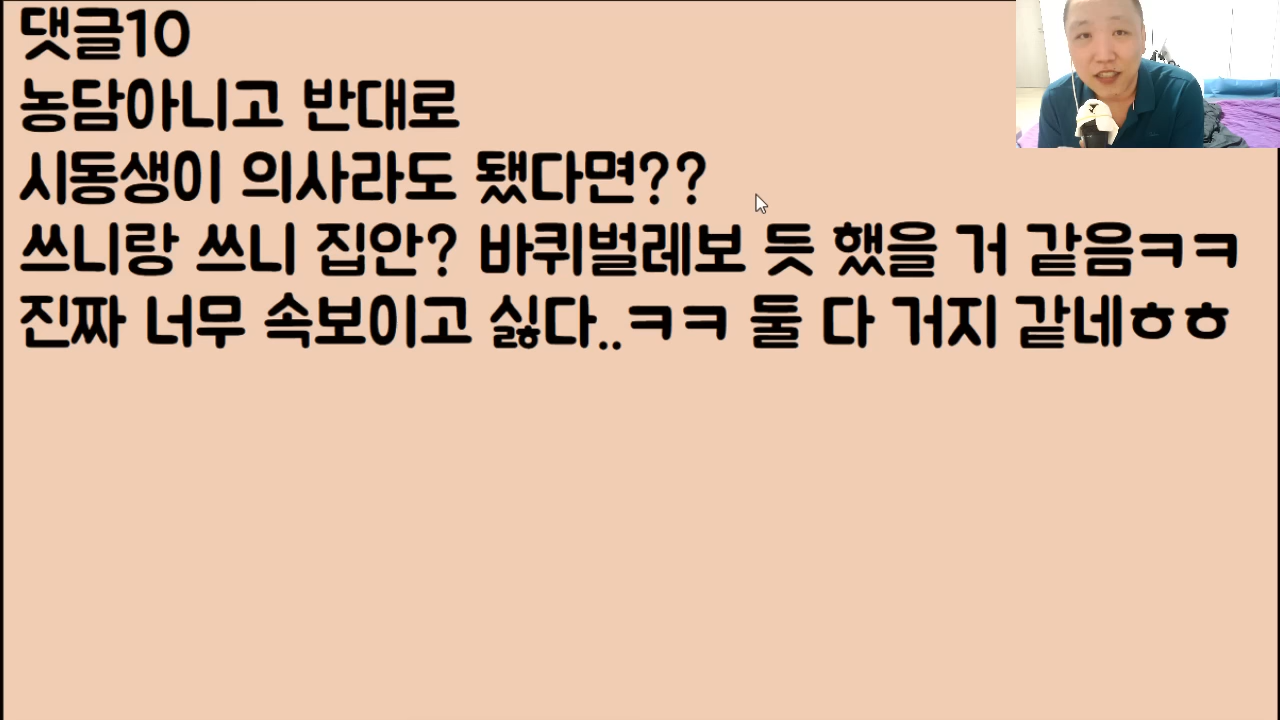 댓글10
농담아니고 반대로
시동생이 의사라도 됐다면??
쓰니랑 쓰니 집안? 바퀴벌레보 듯 했을 거 같음ㅋㅋ
진짜 너무 속보이고 싫다..ㅋㅋ 둘 다 거지 같네ㅎㅎ